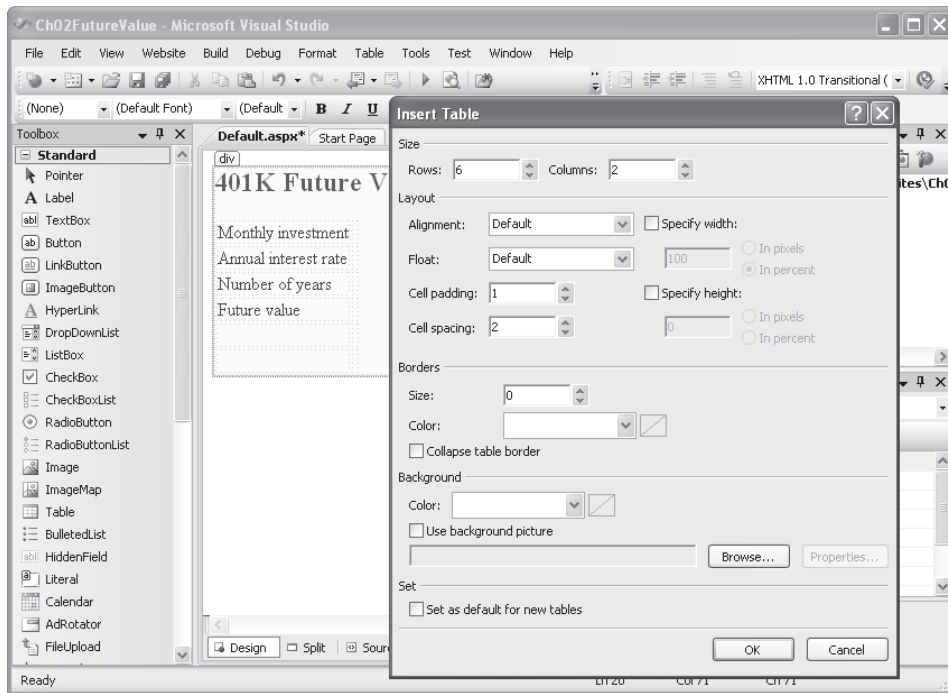 Ch02FutureValue - Microsoft Visual Studio
File Edit View Website Build Debug Format Table Tools Test Window Help
XHTML 1.0 Transitional (
(None) (Default Font) (Default B I U
Toolbox
Standard
Pointer
A Label
abl TextBox
ab Button
ab LinkButton
ImageButton
A HyperLink
DropDownList
ListBox
CheckBox
CheckBoxList
RadioButton
RadioButtonList
Image
ImageMap
Table
BulletedList
abl HiddenField
Literal
Calendar
AdRotator
FileUpload
Default.aspx* Start Page
div
401K Future V
Monthly investment
Annual interest rate
Number of years
Future value
Design Split Sour
Insert Table
Size
Rows: 6 Columns: 2
Layout
Alignment: Default Specify width:
Float: Default 100 In pixels
In percent
Cell padding: 1 Specify height:
Cell spacing: 2 0 In pixels
In percent
Borders
Size: 0
Color:
Collapse table border
Background
Color:
Use background picture
Browse... Properties...
Set
Set as default for new tables
OK Cancel
ites\Ch0
Ready